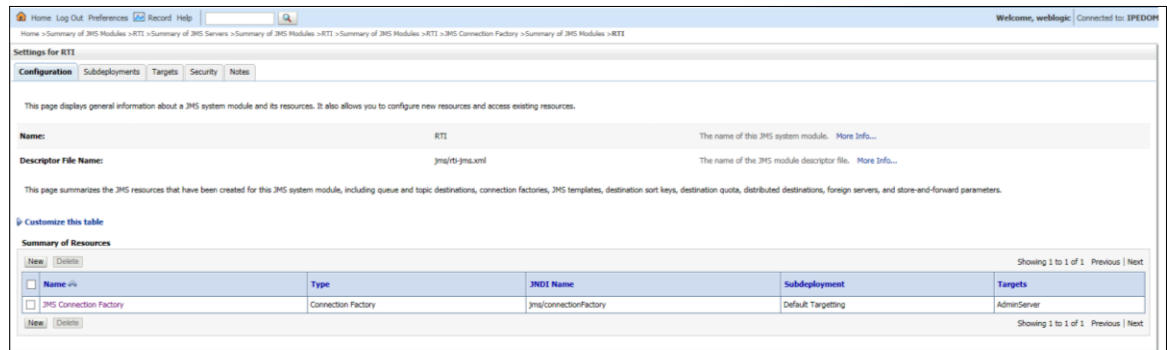 Home Log Out Preferences Record Help
Welcome, weblogic Connected to: IPEDOM
Home >Summary of JMS Modules >RTI >Summary of JMS Servers >Summary of JMS Modules >RTI >Summary of JMS Modules >RTI >JMS Connection Factory >Summary of JMS Modules >RTI
Settings for RTI
Configuration Subdeployments Targets Security Notes
This page displays general information about a JMS system module and its resources. It also allows you to configure new resources and access existing resources.
Name: RTI The name of this JMS system module. More Info...
Descriptor File Name: jms/rti-jms.xml The name of the JMS module descriptor file. More Info...
This page summarizes the JMS resources that have been created for this JMS system module, including queue and topic destinations, connection factories, JMS templates, destination sort keys, destination quota, distributed destinations, foreign servers, and store-and-forward parameters.
Customize this table
Summary of Resources
New Delete Showing 1 to 1 of 1 Previous | Next
Name Type JNDI Name Subdeployment Targets
JMS Connection Factory Connection Factory jms/connectionFactory Default Targetting AdminServer
New Delete Showing 1 to 1 of 1 Previous | Next